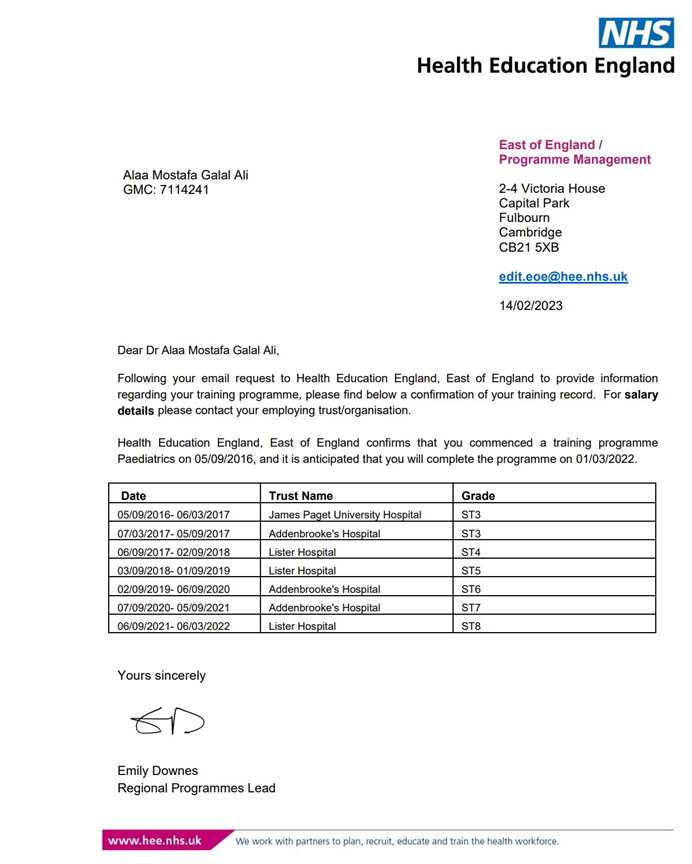 NHS
Health Education England
East of England /
Programme Management
Alaa Mostafa Galal Ali
GMC: 7114241
2-4 Victoria House
Capital Park
Fulbourn
Cambridge
CB21 5XB
edit.eoe@hee.nhs.uk
14/02/2023
Dear Dr Alaa Mostafa Galal Ali,
Following your email request to Health Education England, East of England to provide information
regarding your training programme, please find below a confirmation of your training record. For salary
details please contact your employing trust/organisation.
Health Education England, East of England confirms that you commenced a training programme
Paediatrics on 05/09/2016, and it is anticipated that you will complete the programme on 01/03/2022.
Date Trust Name Grade
05/09/2016- 06/03/2017 James Paget University Hospital ST3
07/03/2017- 05/09/2017 Addenbrooke's Hospital ST3
06/09/2017- 02/09/2018 Lister Hospital ST4
03/09/2018- 01/09/2019 Lister Hospital ST5
02/09/2019- 06/09/2020 Addenbrooke's Hospital ST6
07/09/2020- 05/09/2021 Addenbrooke's Hospital ST7
06/09/2021- 06/03/2022 Lister Hospital ST8
Yours sincerely
Emily Downes
Regional Programmes Lead
www.hee.nhs.uk We work with partners to plan, recruit, educate and train the health workforce.